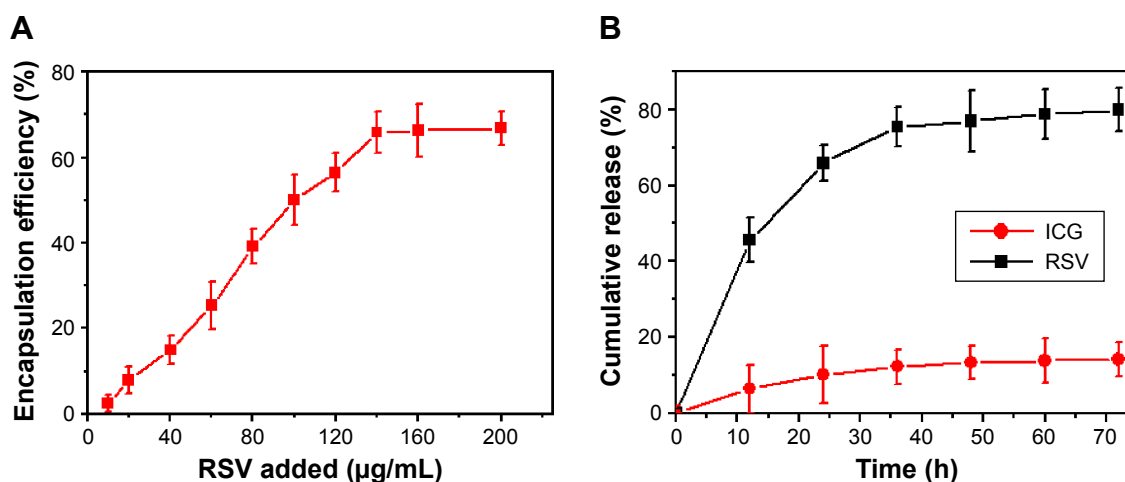 A
Encapsulation efficiency (%)
80
60
40
20
0
0 40 80 120 160 200
RSV added (µg/mL)
B
Cumulative release (%)
80
60
40
20
0
ICG
RSV
0 10 20 30 40 50 60 70
Time (h)